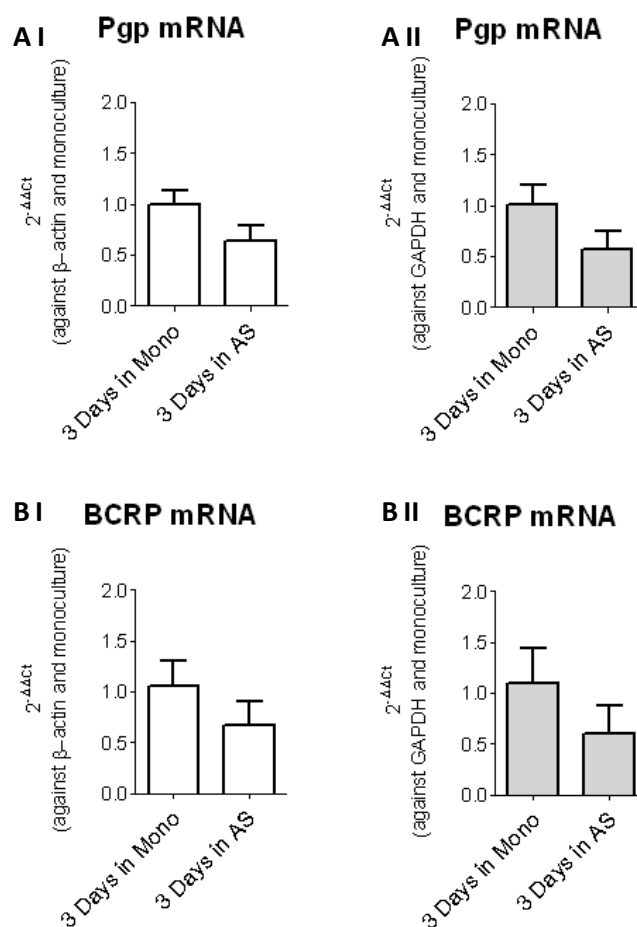 A I
Pgp mRNA
2-ΔΔCt
(against β–actin and monoculture)
2.0
1.5
1.0
0.5
0.0
3 Days in Mono
3 Days in AS
A II
Pgp mRNA
2-ΔΔCt
(against GAPDH and monoculture)
2.0
1.5
1.0
0.5
0.0
3 Days in Mono
3 Days in AS
B I
BCRP mRNA
2-ΔΔCt
(against β–actin and monoculture)
2.0
1.5
1.0
0.5
0.0
3 Days in Mono
3 Days in AS
B II
BCRP mRNA
2-ΔΔCt
(against GAPDH and monoculture)
2.0
1.5
1.0
0.5
0.0
3 Days in Mono
3 Days in AS